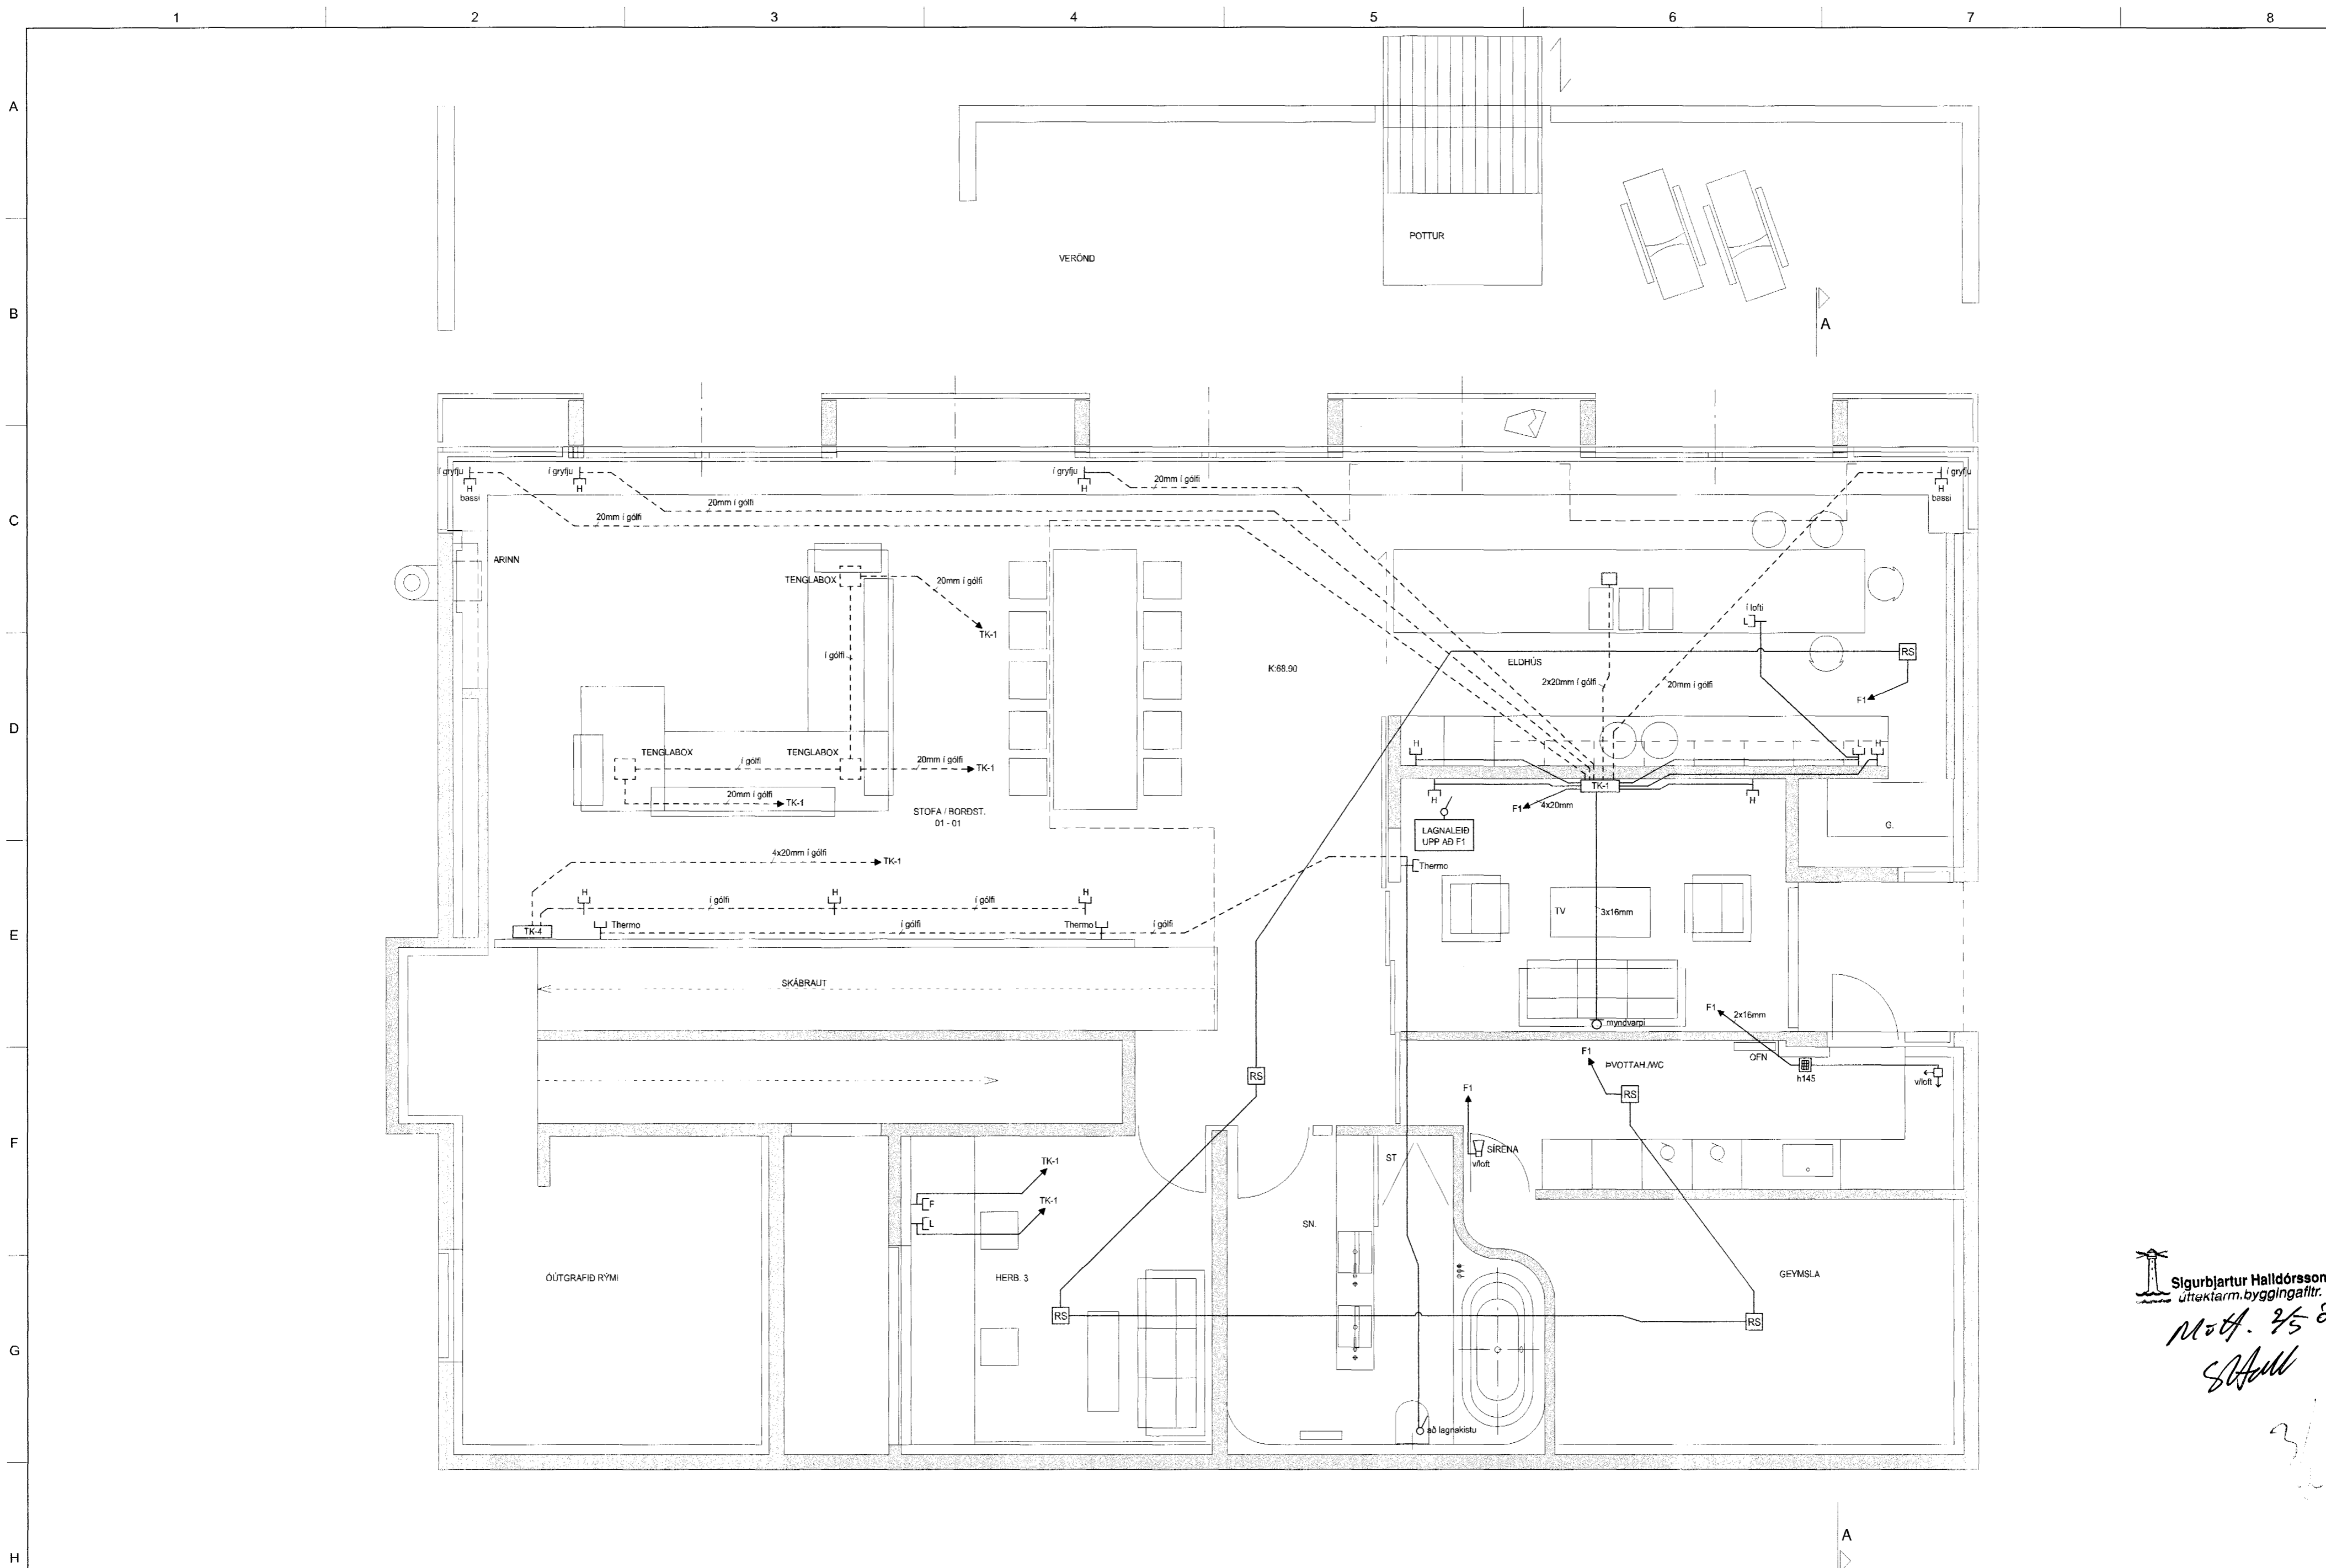 1 2 3 4 5 6 7 8
A
B
C
D
E
F
G
H
VERÖND
POTTUR
A
í gryfju
H
bassi
í gryfju
H
20mm í gólfi
20mm í gólfi
í gryfju
H
20mm í gólfi
í gryfju
H
bassi
ARINN
TENGLABOX
20mm í gólfi
TK-1
í gólfi
í lofti
L
K:68.90
ELDHÚS
RS
2x20mm í gólfi
20mm í gólfi
F1
TENGLABOX
í gólfi
TENGLABOX
20mm í gólfi
TK-1
20mm í gólfi
TK-1
H
L
H
TK-1
H
H
F1
4x20mm
STOFA / BORÐST.
01 - 01
LAGNALEIÐ
UPP AÐ F1
G.
4x20mm í gólfi
TK-1
Thermo
H
í gólfi
H
í gólfi
H
TK-4
Thermo
í gólfi
Thermo
í gólfi
TV
3x16mm
SKÁBRAUT
myndvarpi
F1
2x16mm
F1
ÞVOTTAH./WC
OFN
h145
v/loft
RS
RS
F1
SÍRENA
v/loft
ST
TK-1
TK-1
F
L
SN.
ÓÚTGRAFIÐ RÝMI
HERB. 3
GEYMSLA
RS
RS
að lagnakistu
Sigurbjartur Halldórsson
úttektarm.byggingafltr.
Mótt. 2/5
SHall
A